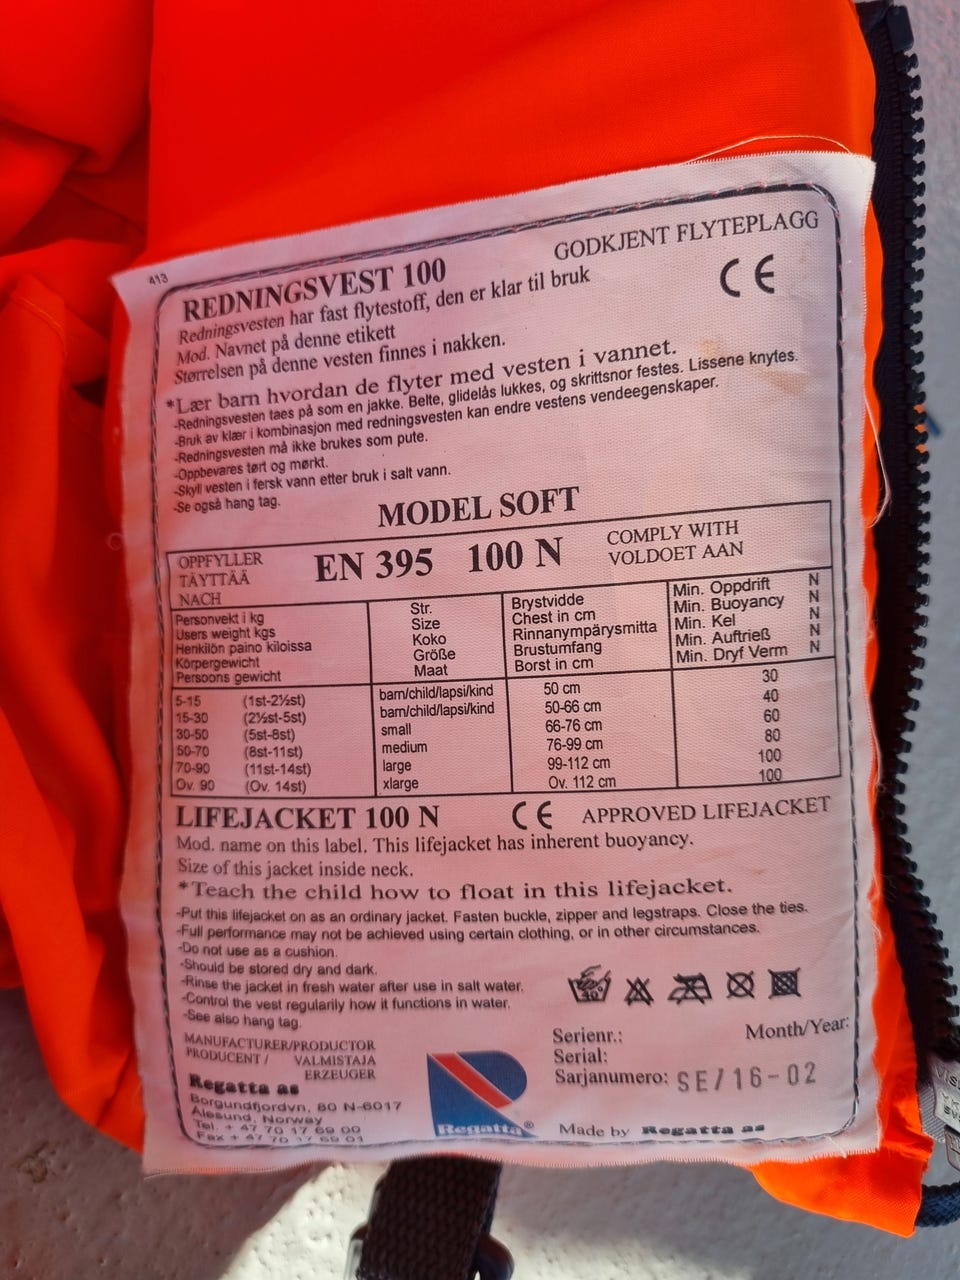 413
REDNINGSVEST 100
GODKJENT FLYTEPLAGG
CE
Redningsvesten har fast flytestoff, den er klar til bruk
Mod. Navnet på denne etikett
Størrelsen på denne vesten finnes i nakken.
*Lær barn hvordan de flyter med vesten i vannet.
-Redningsvesten taes på som en jakke. Belte, glidelås lukkes, og skrittsnor festes. Lissene knytes.
-Bruk av klær i kombinasjon med redningsvesten kan endre vestens vendeegenskaper.
-Redningsvesten må ikke brukes som pute.
-Oppbevares tørt og mørkt.
-Skyll vesten i fersk vann etter bruk i salt vann.
-Se også hang tag.
MODEL SOFT
OPPFYLLER
TÄYTTÄÄ
NACH
EN 395 100 N
COMPLY WITH
VOLDOET AAN
Personvekt i kg
Users weight kgs
Henkilön paino kiloissa
Körpergewicht
Persoons gewicht
Str.
Size
Koko
Größe
Maat
Brystvidde
Chest in cm
Rinnanympärysmitta
Brustumfang
Borst in cm
Min. Oppdrift N
Min. Buoyancy N
Min. Kel N
Min. Auftrieß N
Min. Dryf Verm N
5-15 (1st-2½st) barn/child/lapsi/kind 50 cm 30
15-30 (2½st-5st) barn/child/lapsi/kind 50-66 cm 40
30-50 (5st-8st) small 66-76 cm 60
50-70 (8st-11st) medium 76-99 cm 80
70-90 (11st-14st) large 99-112 cm 100
Ov. 90 (Ov. 14st) xlarge Ov. 112 cm 100
LIFEJACKET 100 N CE APPROVED LIFEJACKET
Mod. name on this label. This lifejacket has inherent buoyancy.
Size of this jacket inside neck.
*Teach the child how to float in this lifejacket.
-Put this lifejacket on as an ordinary jacket. Fasten buckle, zipper and legstraps. Close the ties.
-Full performance may not be achieved using certain clothing, or in other circumstances.
-Do not use as a cushion.
-Should be stored dry and dark.
-Rinse the jacket in fresh water after use in salt water.
-Control the vest regularily how it functions in water.
-See also hang tag.
40
MANUFACTURER/PRODUCTOR
PRODUCENT / VALMISTAJA
ERZEUGER
Regatta as
Borgundfjordvn. 80 N-6017
Ålesund, Norway
Tel. + 47 70 17 69 00
Fax + 47 70 17 69 01
Regatta®
Serienr.: Month/Year:
Serial:
Sarjanumero: SE/16-02
Made by Regatta as